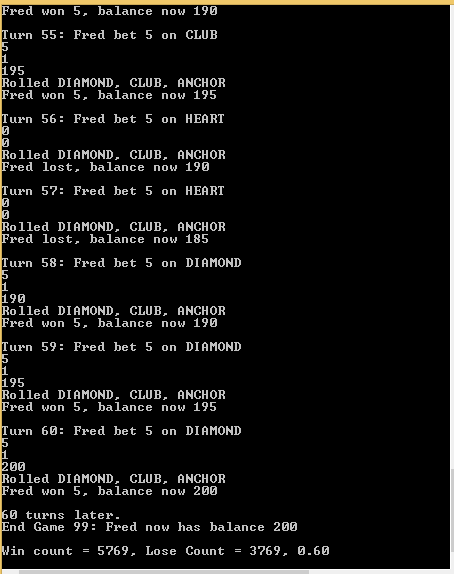 Fred won 5, balance now 190
Turn 55: Fred bet 5 on CLUB
5
1
195
Rolled DIAMOND, CLUB, ANCHOR
Fred won 5, balance now 195
Turn 56: Fred bet 5 on HEART
0
0
Rolled DIAMOND, CLUB, ANCHOR
Fred lost, balance now 190
Turn 57: Fred bet 5 on HEART
0
0
Rolled DIAMOND, CLUB, ANCHOR
Fred lost, balance now 185
Turn 58: Fred bet 5 on DIAMOND
5
1
190
Rolled DIAMOND, CLUB, ANCHOR
Fred won 5, balance now 190
Turn 59: Fred bet 5 on DIAMOND
5
1
195
Rolled DIAMOND, CLUB, ANCHOR
Fred won 5, balance now 195
Turn 60: Fred bet 5 on DIAMOND
5
1
200
Rolled DIAMOND, CLUB, ANCHOR
Fred won 5, balance now 200
60 turns later.
End Game 99: Fred now has balance 200
Win count = 5769, Lose Count = 3769, 0.60